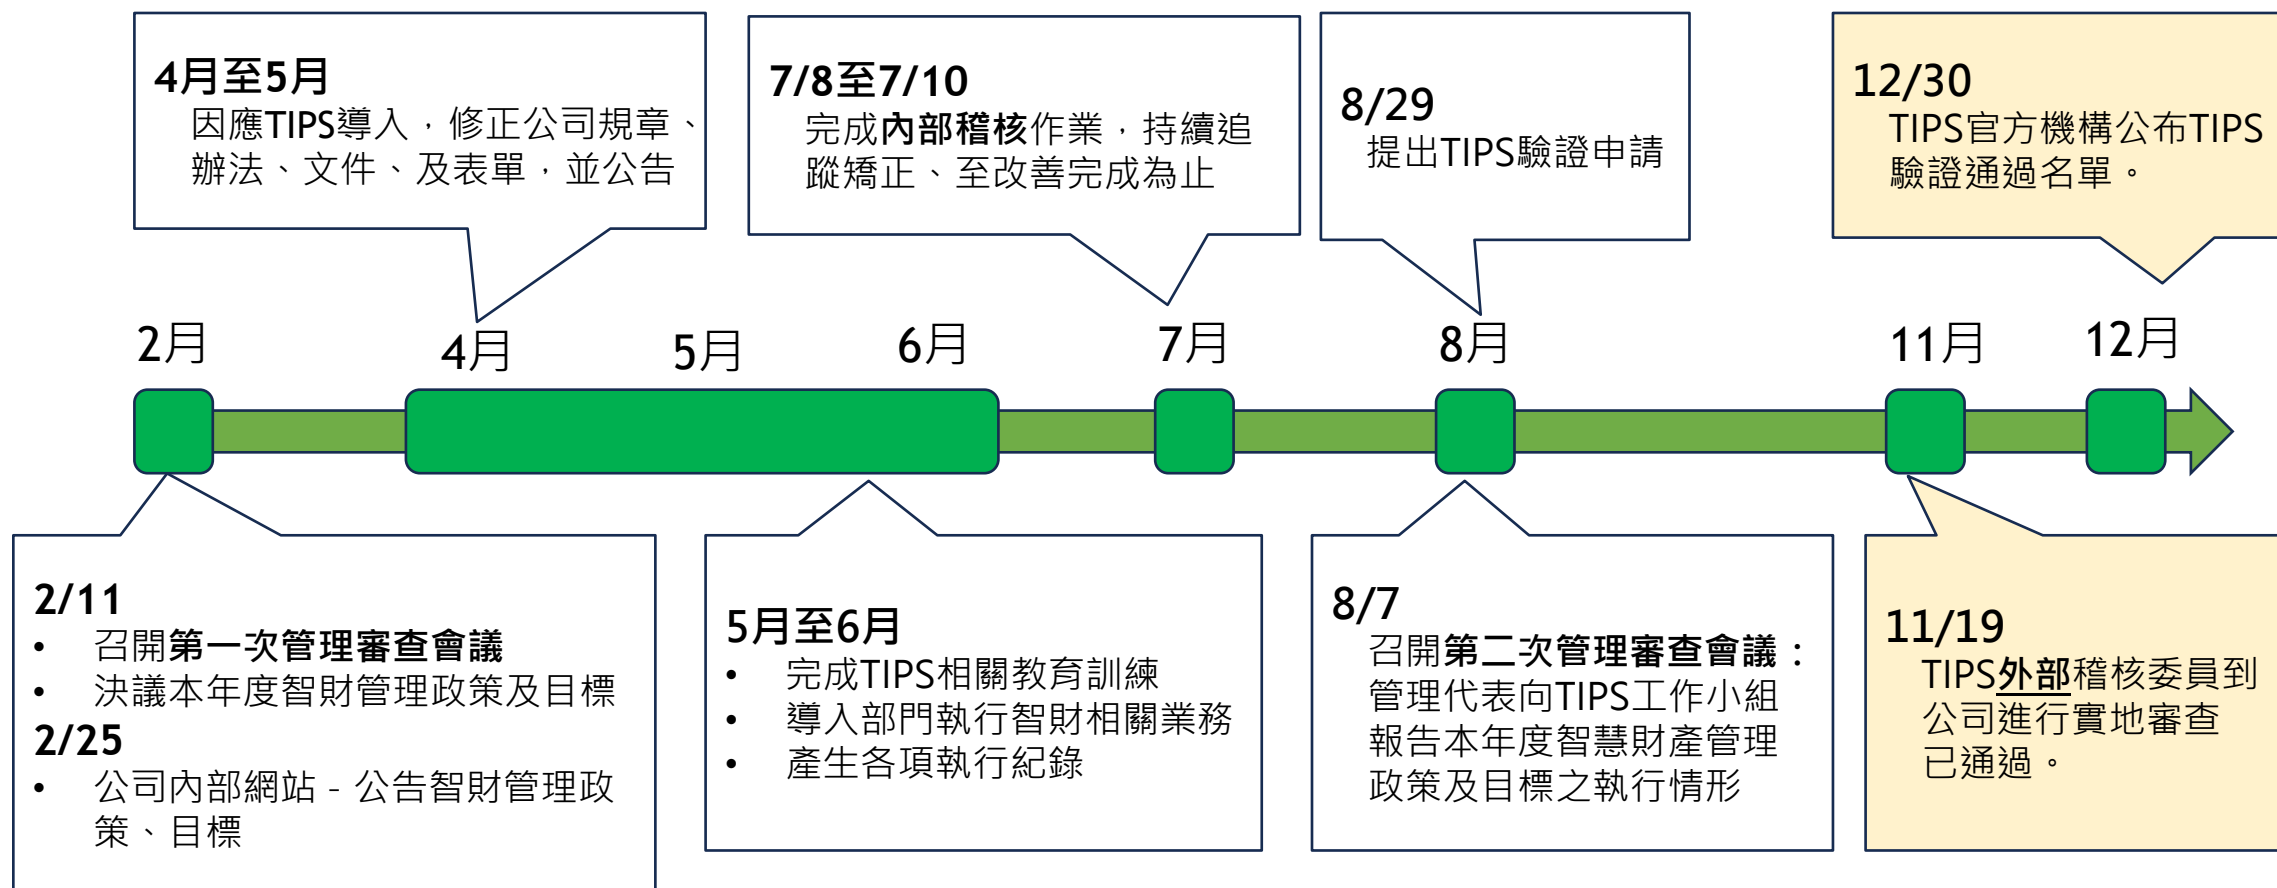 4月至5月
因應TIPS導入，修正公司規章、
辦法、文件、及表單，並公告
7/8至7/10
完成內部稽核作業，持續追
蹤矯正、至改善完成為止
8/29
提出TIPS驗證申請
12/30
TIPS官方機構公布TIPS
驗證通過名單。
2月
4月
5月
6月
7月
8月
11月
12月
2/11
• 召開第一次管理審查會議
• 決議本年度智財管理政策及目標
2/25
• 公司內部網站 - 公告智財管理政
策、目標
5月至6月
• 完成TIPS相關教育訓練
• 導入部門執行智財相關業務
• 產生各項執行紀錄
8/7
召開第二次管理審查會議：
管理代表向TIPS工作小組
報告本年度智慧財產管理
政策及目標之執行情形
11/19
TIPS外部稽核委員到
公司進行實地審查
已通過。